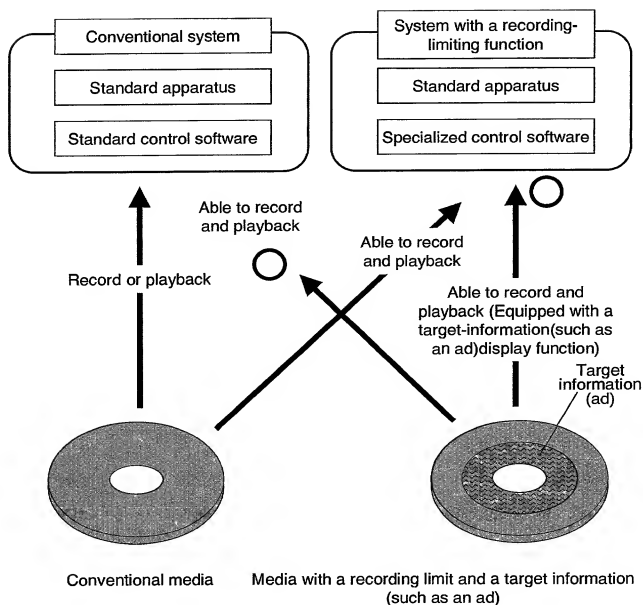 Conventional system
Standard apparatus
Standard control software
System with a recording-
limiting function
Standard apparatus
Specialized control software
Able to record
and playback
Able to record
and playback
Record or playback
Able to record and
playback (Equipped with a
target-information(such as
an ad)display function)
Target
information
(ad)
Conventional media
Media with a recording limit and a target information
(such as an ad)